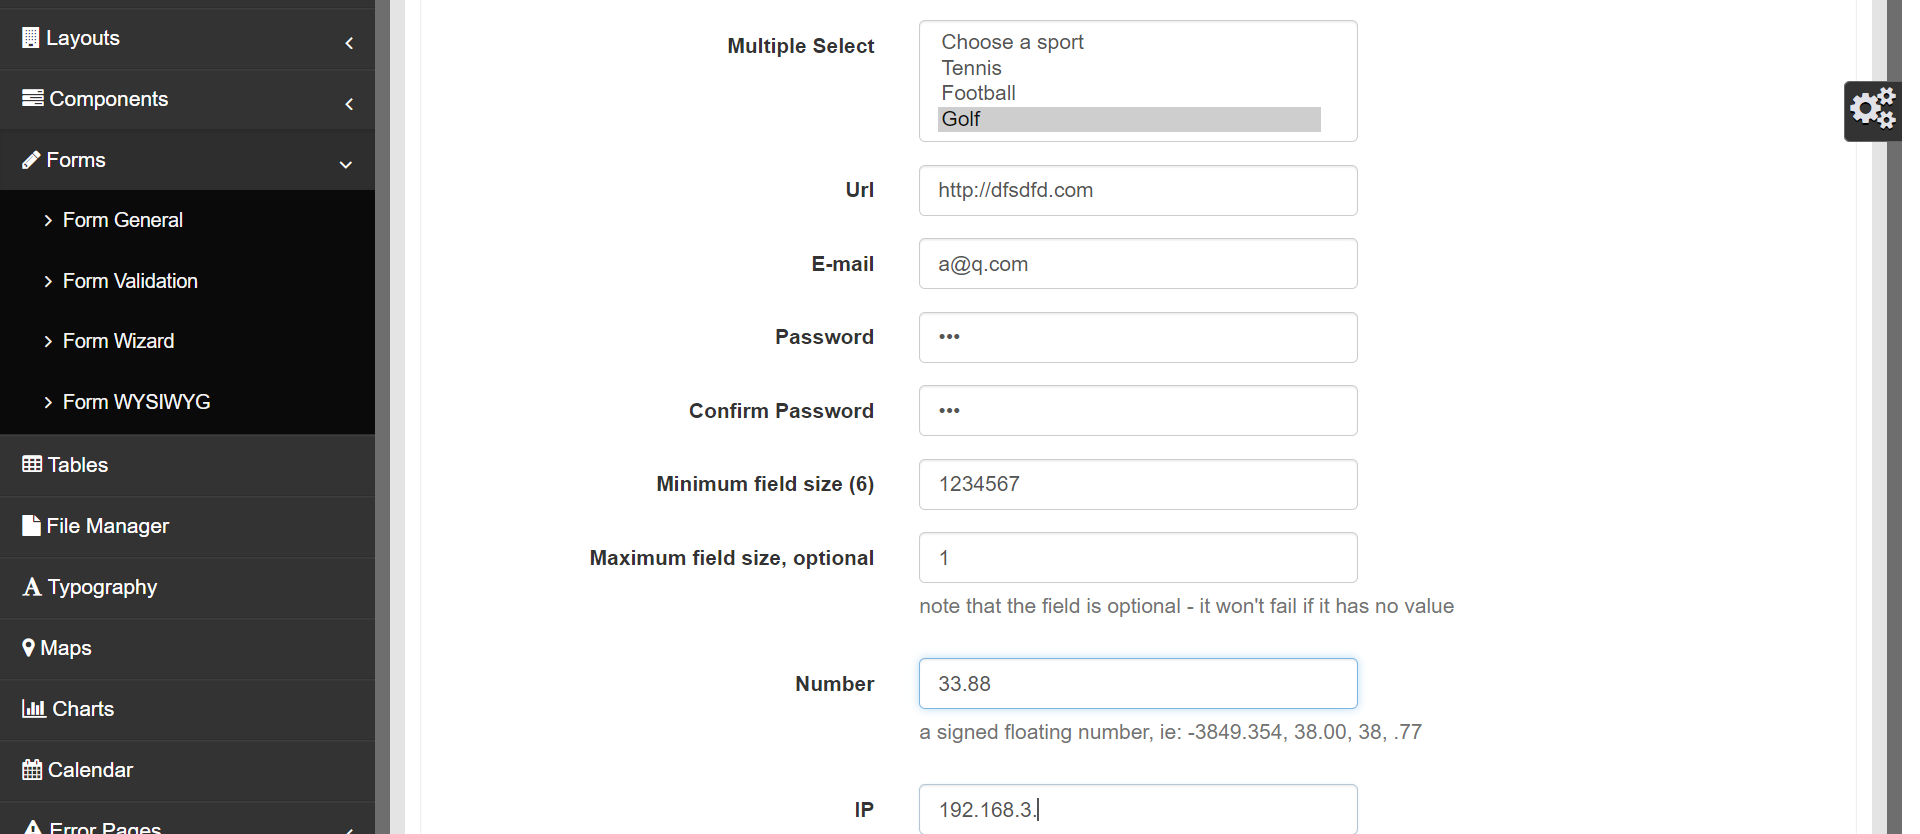 Layouts
Components
Forms
Form General
Form Validation
Form Wizard
Form WYSIWYG
Tables
File Manager
Typography
Maps
Charts
Calendar
Error Pages
Multiple Select
Choose a sport
Tennis
Football
Golf
Url
http://dfsdfd.com
E-mail
a@q.com
Password
•••
Confirm Password
•••
Minimum field size (6)
1234567
Maximum field size, optional
1
note that the field is optional - it won't fail if it has no value
Number
33.88
a signed floating number, ie: -3849.354, 38.00, 38, .77
IP
192.168.3.